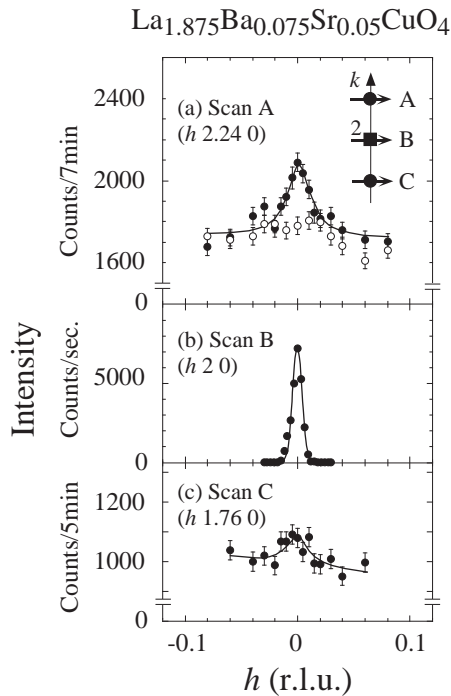 La1.875Ba0.075Sr0.05CuO4
2400
2000
1600
0
Counts/7min
(a) Scan A
(h 2.24 0)
k
A
2
B
C
Intensity
5000
0
Counts/sec.
(b) Scan B
(h 2 0)
1200
1000
0
Counts/5min
(c) Scan C
(h 1.76 0)
-0.1
0
0.1
h (r.l.u.)